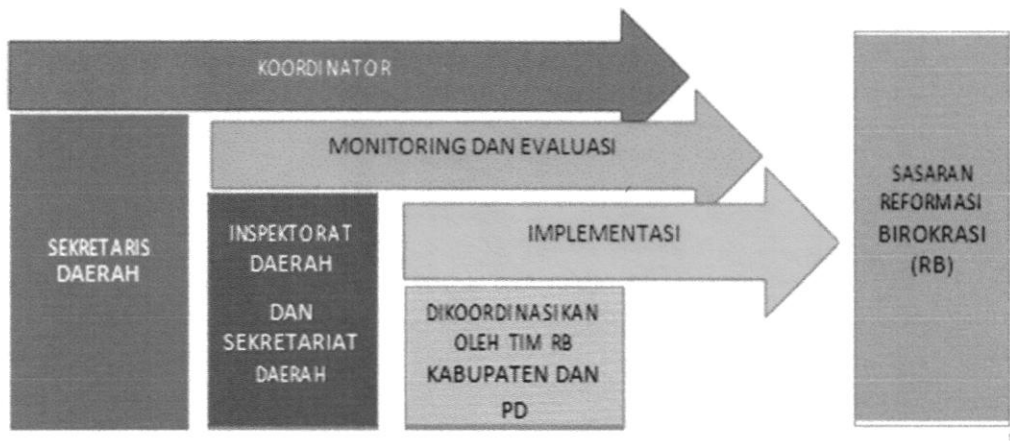 KOORDINATOR
MONITORING DAN EVALUASI
IMPLEMENTASI
SEKRETARIS
DAERAH
INSPEKTORAT
DAERAH
DAN
SEKRETARIAT
DAERAH
DIKOORDINASIKAN
OLEH TIM RB
KABUPATEN DAN
PD
SASARAN
REFORMASI
BIROKRASI
(RB)